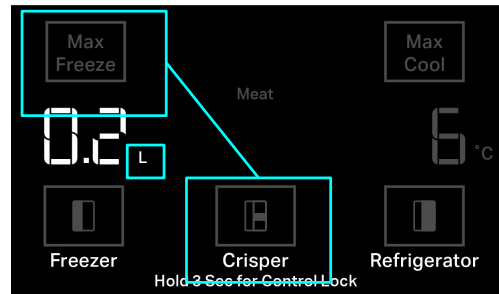 Max Freeze
Max Cool
Meat
0.2 L
6 °C
Freezer
Crisper
Refrigerator
Hold 3 Sec for Control Lock